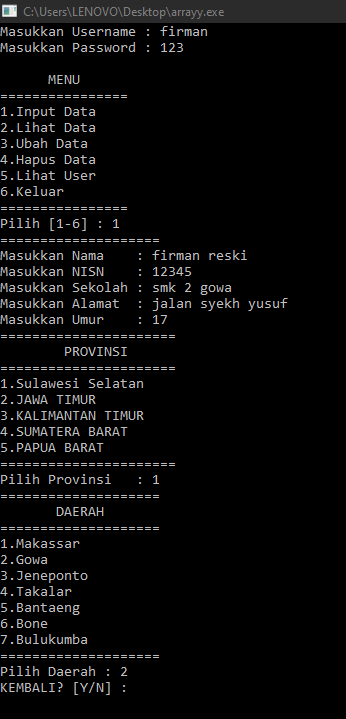 C:\Users\LENOVO\Desktop\arrayy.exe
Masukkan Username : firman
Masukkan Password : 123
MENU
================
1.Input Data
2.Lihat Data
3.Ubah Data
4.Hapus Data
5.Lihat User
6.Keluar
================
Pilih [1-6] : 1
====================
Masukkan Nama    : firman reski
Masukkan NISN    : 12345
Masukkan Sekolah : smk 2 gowa
Masukkan Alamat  : jalan syekh yusuf
Masukkan Umur    : 17
======================
PROVINSI
======================
1.Sulawesi Selatan
2.JAWA TIMUR
3.KALIMANTAN TIMUR
4.SUMATERA BARAT
5.PAPUA BARAT
======================
Pilih Provinsi   : 1
====================
DAERAH
====================
1.Makassar
2.Gowa
3.Jeneponto
4.Takalar
5.Bantaeng
6.Bone
7.Bulukumba
====================
Pilih Daerah : 2
KEMBALI? [Y/N] :